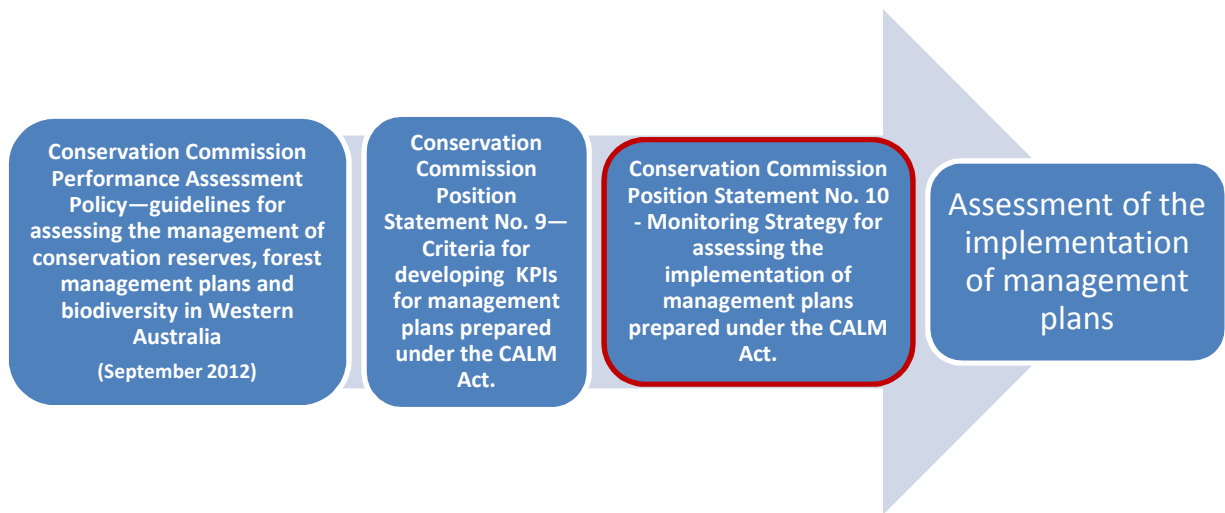 Conservation Commission
Performance Assessment
Policy—guidelines for
assessing the management of
conservation reserves, forest
management plans and
biodiversity in Western
Australia
(September 2012)
Conservation
Commission
Position
Statement No. 9—
Criteria for
developing KPIs
for management
plans prepared
under the CALM
Act.
Conservation Commission
Position Statement No. 10
- Monitoring Strategy for
assessing the
implementation of
management plans
prepared under the CALM
Act.
Assessment of the
implementation
of management
plans